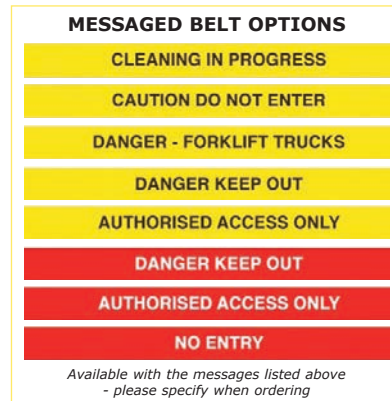 MESSAGED BELT OPTIONS
CLEANING IN PROGRESS
CAUTION DO NOT ENTER
DANGER - FORKLIFT TRUCKS
DANGER KEEP OUT
AUTHORISED ACCESS ONLY
DANGER KEEP OUT
AUTHORISED ACCESS ONLY
NO ENTRY
Available with the messages listed above
- please specify when ordering